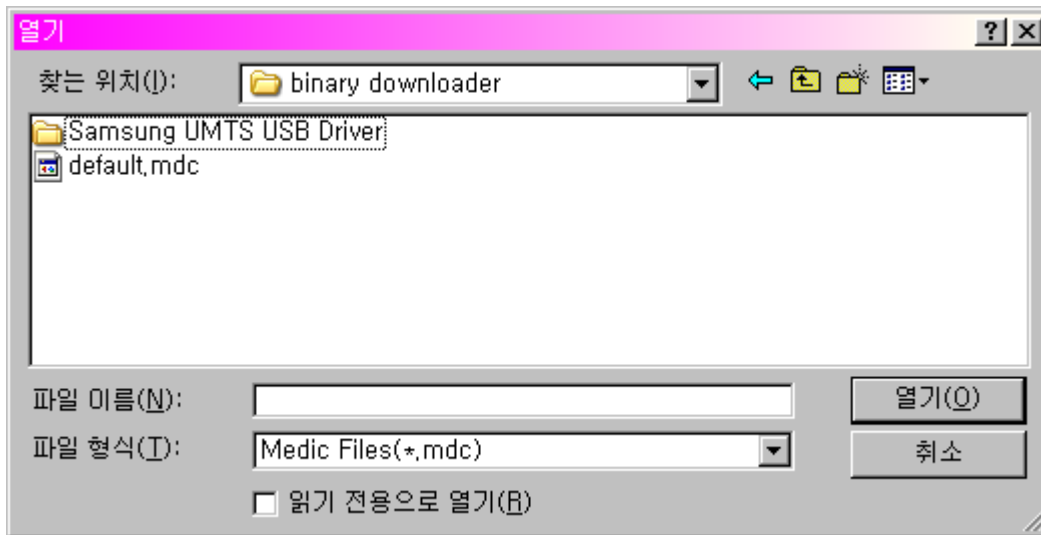 열기
찾는 위치(I):
binary downloader
Samsung UMTS USB Driver
default.mdc
파일 이름(N):
열기(O)
파일 형식(T):
Medic Files(*.mdc)
취소
읽기 전용으로 열기(R)